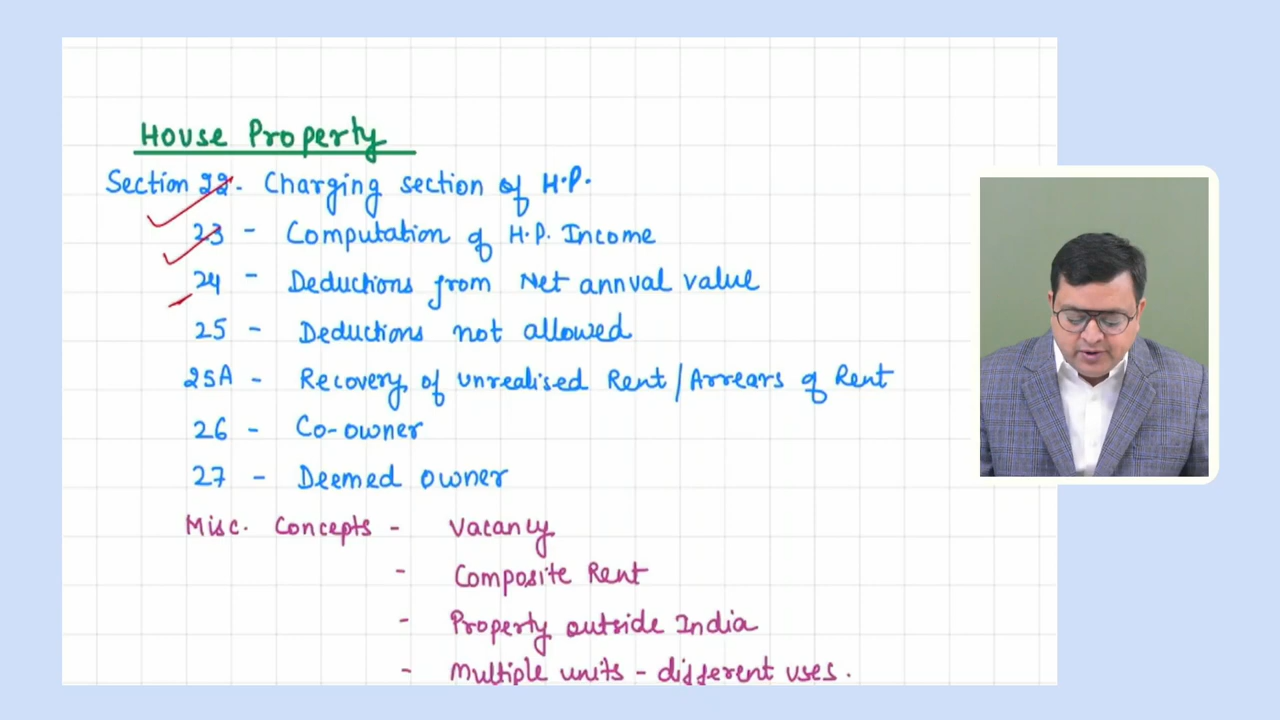 House Property
Section 22. Charging section of H.P.
23 - Computation of H.P. Income
24 - Deductions from Net annval value
25 - Deductions not allowed
25A - Recovery of unrealised Rent/Arrears of Rent
26 - Co-owner
27 - Deemed owner
Misc. Concepts - Vacancy
- Composite Rent
- Property outside India
- Multiple units - different uses.